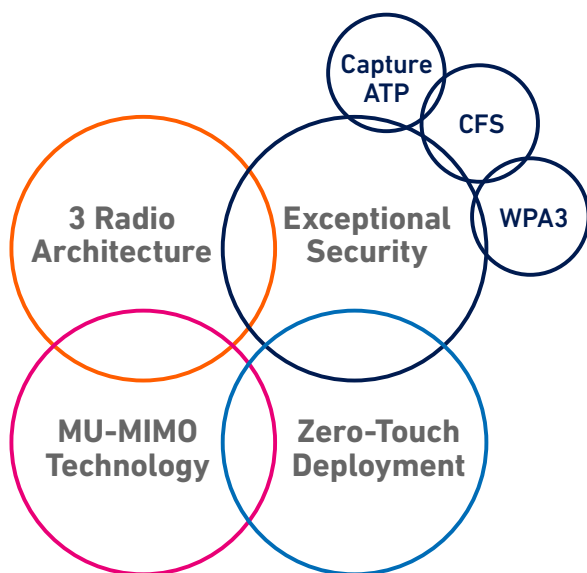 Capture
ATP
CFS
WPA3
3 Radio
Architecture
Exceptional
Security
MU-MIMO
Technology
Zero-Touch
Deployment